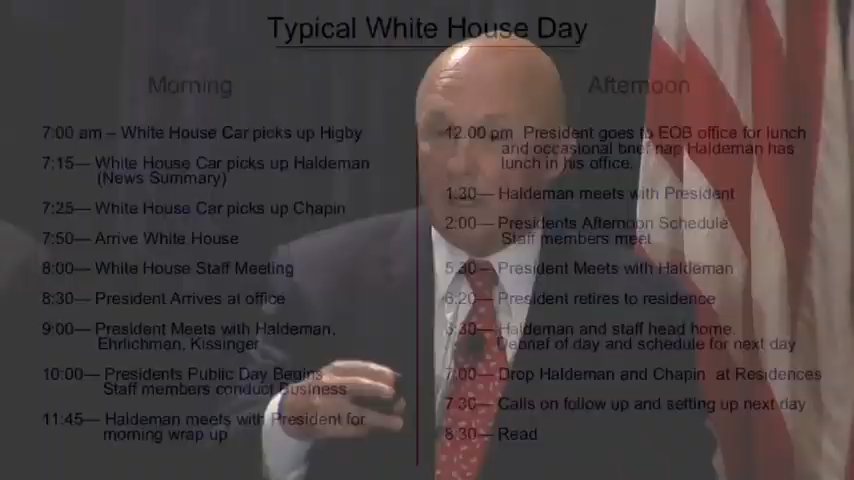 Typical White House Day
Morning
7:00 am – White House Car picks up Higby
7:15— White House Car picks up Haldeman
(News Summary)
7:25— White House Car picks up Chapin
7:50— Arrive White House
8:00— White House Staff Meeting
8:30— President Arrives at office
9:00— President Meets with Haldeman,
Ehrlichman, Kissinger
10:00— Presidents Public Day Begins
Staff members conduct Business
11:45— Haldeman meets with President for
morning wrap up
Afternoon
12:00 pm President goes to EOB office for lunch
and occasional brief nap Haldeman has
lunch in his office.
1:30— Haldeman meets with President
2:00— Presidents Afternoon Schedule
Staff members meet
5:30— President Meets with Haldeman
6:20— President retires to residence
6:30— Haldeman and staff head home.
Debrief of day and schedule for next day
7:00— Drop Haldeman and Chapin at Residences
7:30— Calls on follow up and setting up next day
8:30— Read